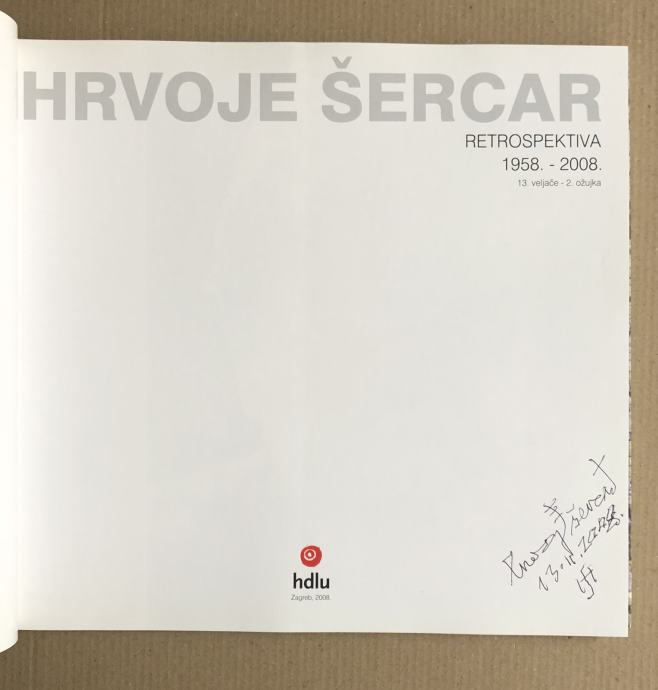 HRVOJE ŠERCAR
RETROSPEKTIVA
1958. - 2008.
13. veljače - 2. ožujka
hdlu
Zagreb, 2008.